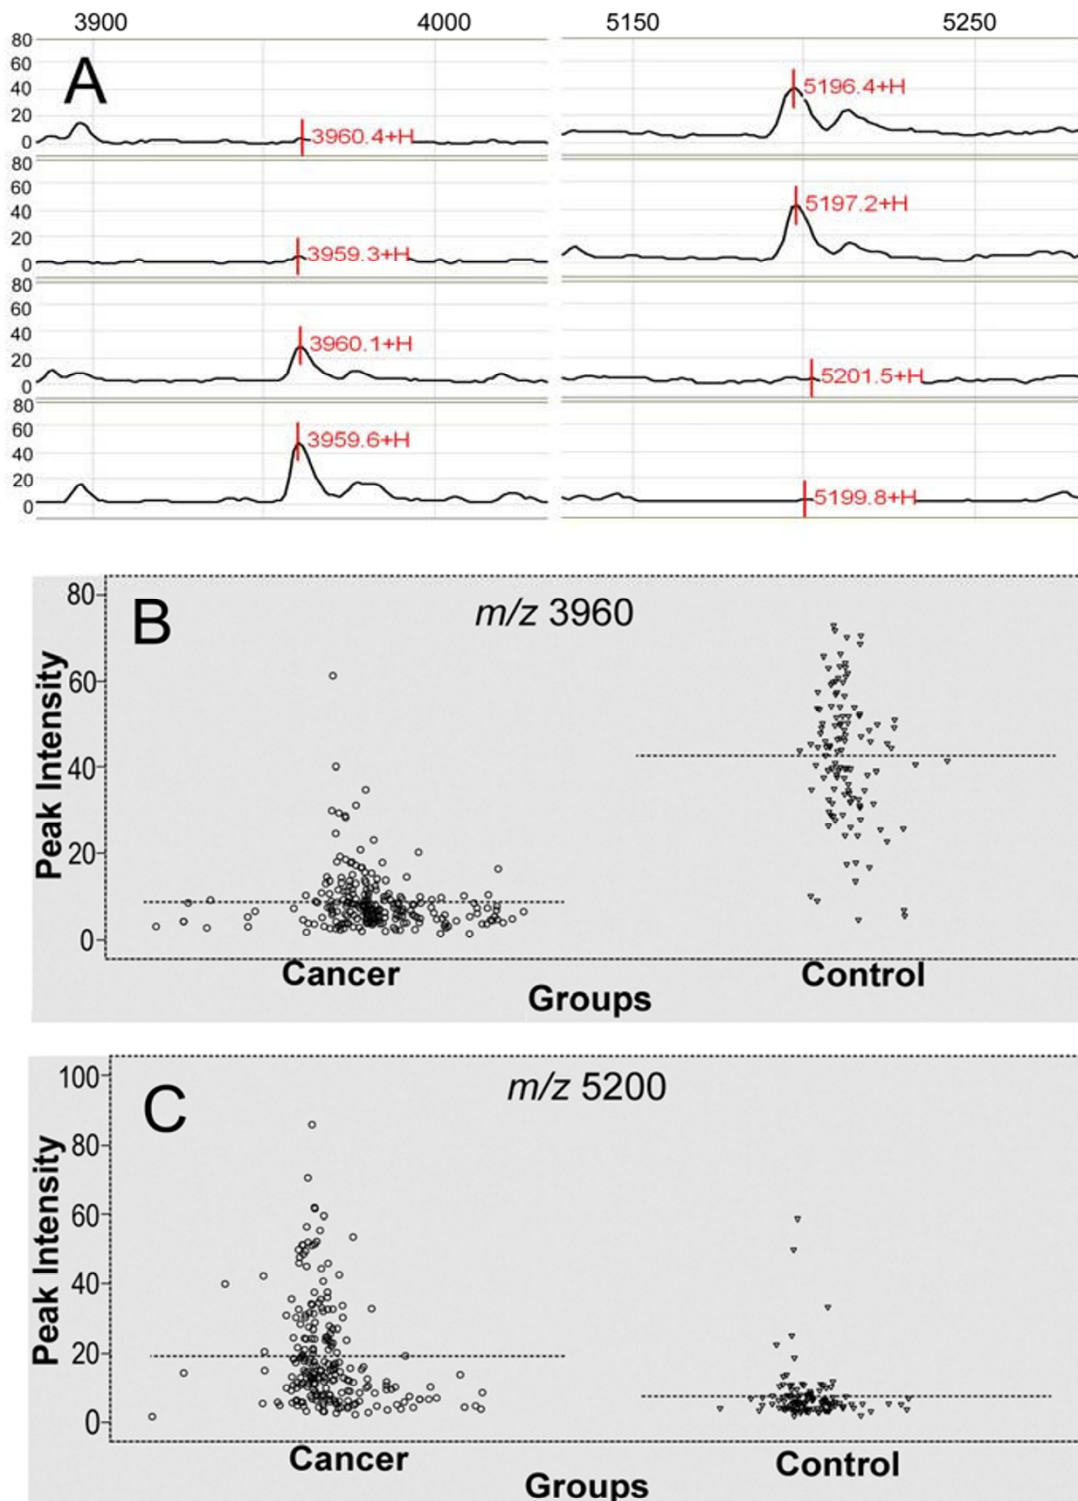 3900 4000 5150 5250
A
80
60
40
20
0
3960.4+H 5196.4+H
80
60
40
20
0
3959.3+H 5197.2+H
80
60
40
20
0
3960.1+H 5201.5+H
80
60
40
20
0
3959.6+H 5199.8+H
B
m/z 3960
Peak Intensity
80
60
40
20
0
Cancer Control
Groups
C
m/z 5200
Peak Intensity
100
80
60
40
20
0
Cancer Control
Groups